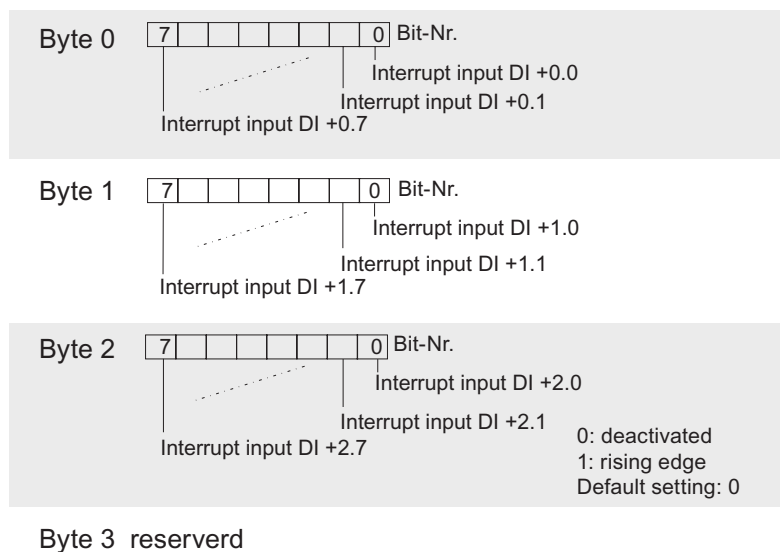 Byte 0 7 0 Bit-Nr.
Interrupt input DI +0.0
Interrupt input DI +0.1
Interrupt input DI +0.7
Byte 1 7 0 Bit-Nr.
Interrupt input DI +1.0
Interrupt input DI +1.1
Interrupt input DI +1.7
Byte 2 7 0 Bit-Nr.
Interrupt input DI +2.0
Interrupt input DI +2.1
Interrupt input DI +2.7
0: deactivated
1: rising edge
Default setting: 0
Byte 3 reserverd